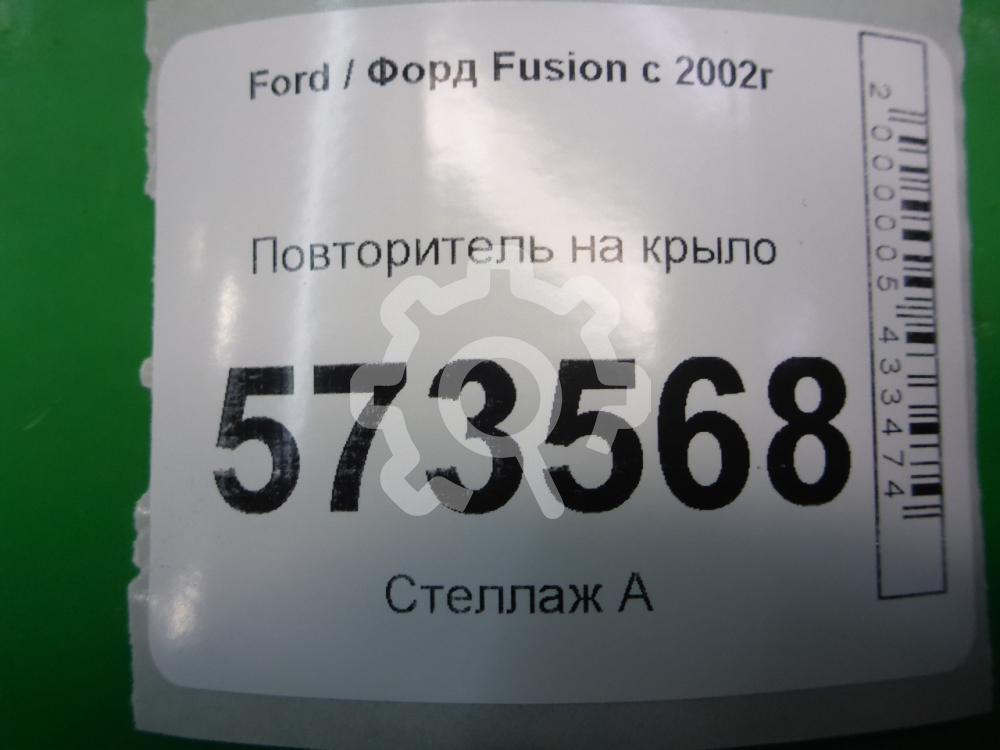 Ford / Форд Fusion с 2002г
Повторитель на крыло
573568
Стеллаж А
2000005433474